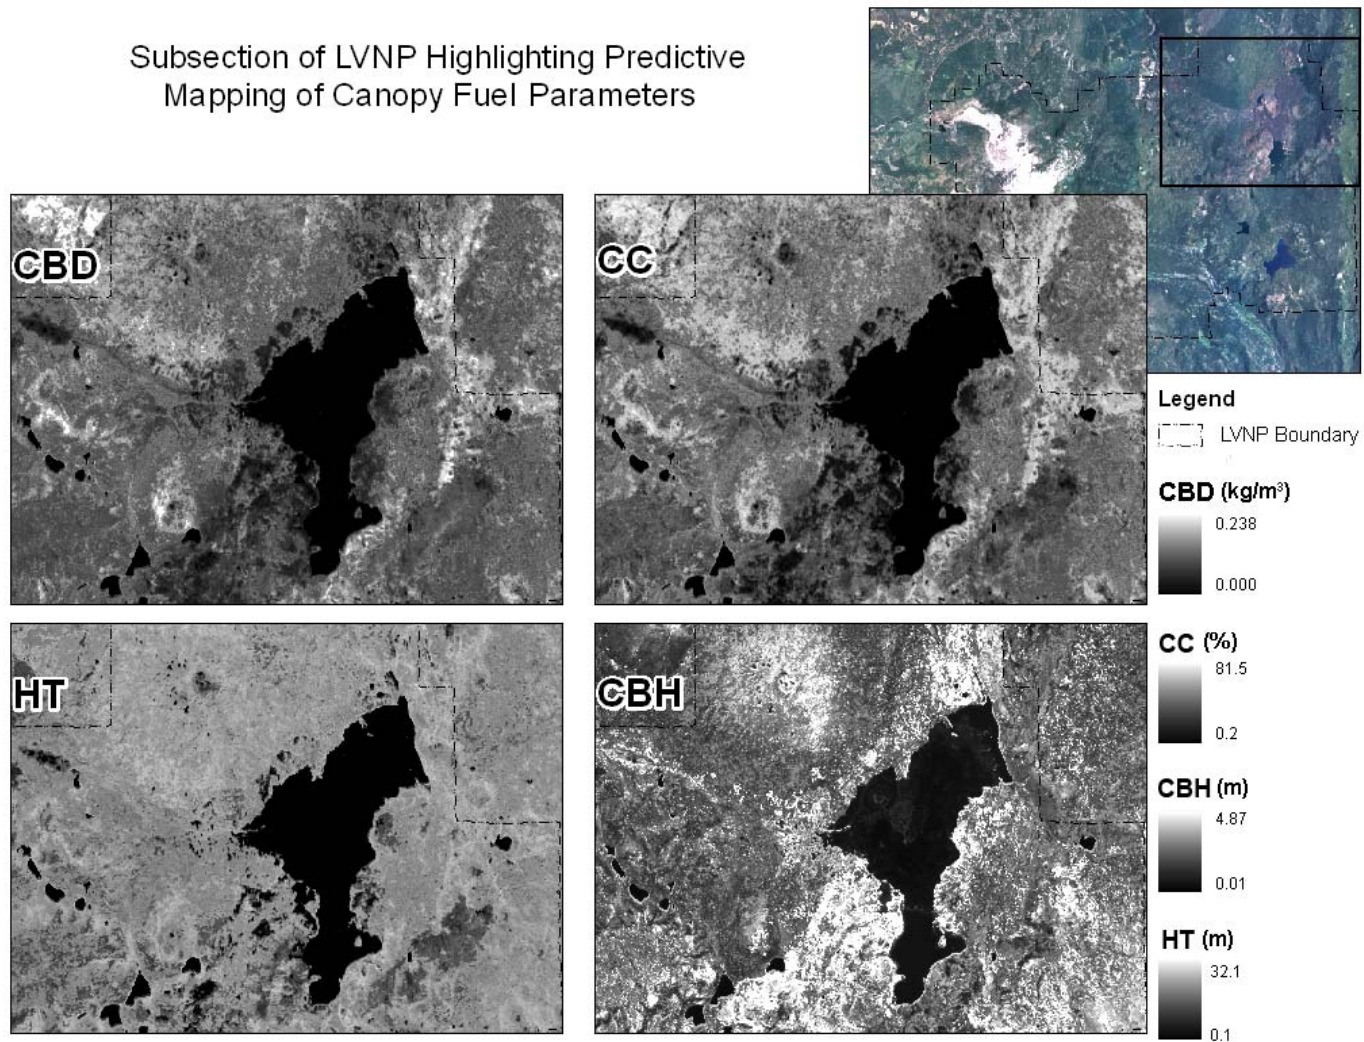 Subsection of LVNP Highlighting Predictive
Mapping of Canopy Fuel Parameters
CBD
CC
HT
CBH
Legend
LVNP Boundary
CBD (kg/m³)
0.238
0.000
CC (%)
81.5
0.2
CBH (m)
4.87
0.01
HT (m)
32.1
0.1